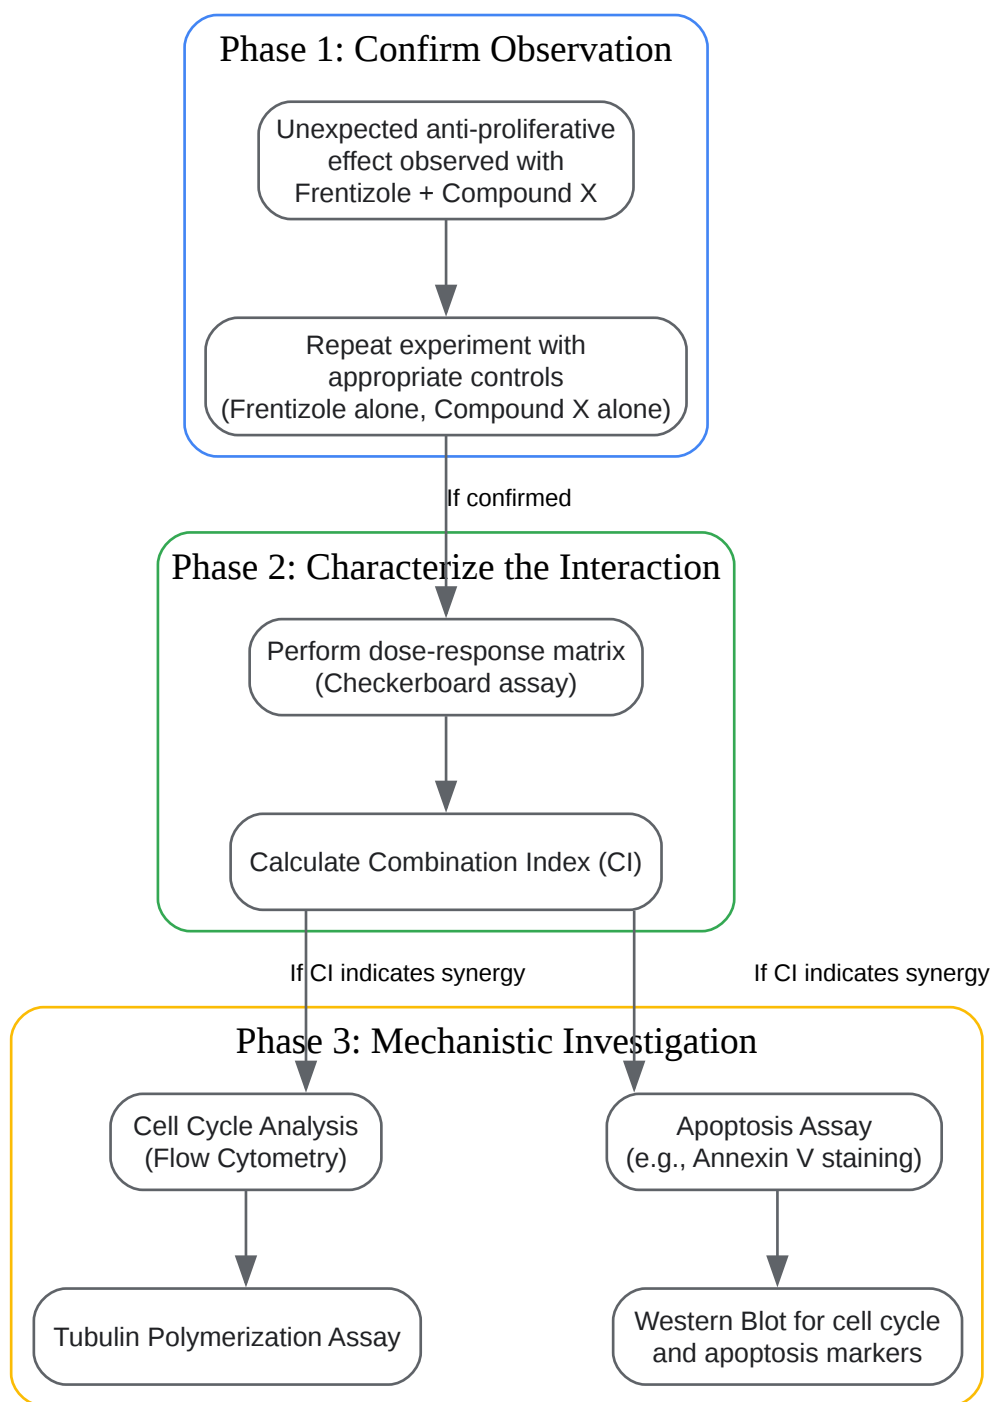 Phase 1: Confirm Observation
Unexpected anti-proliferative
effect observed with
Frentizole + Compound X
Repeat experiment with
appropriate controls
(Frentizole alone, Compound X alone)
If confirmed
Phase 2: Characterize the Interaction
Perform dose-response matrix
(Checkerboard assay)
Calculate Combination Index (CI)
If CI indicates synergy
If CI indicates synergy
Phase 3: Mechanistic Investigation
Cell Cycle Analysis
(Flow Cytometry)
Apoptosis Assay
(e.g., Annexin V staining)
Tubulin Polymerization Assay
Western Blot for cell cycle
and apoptosis markers